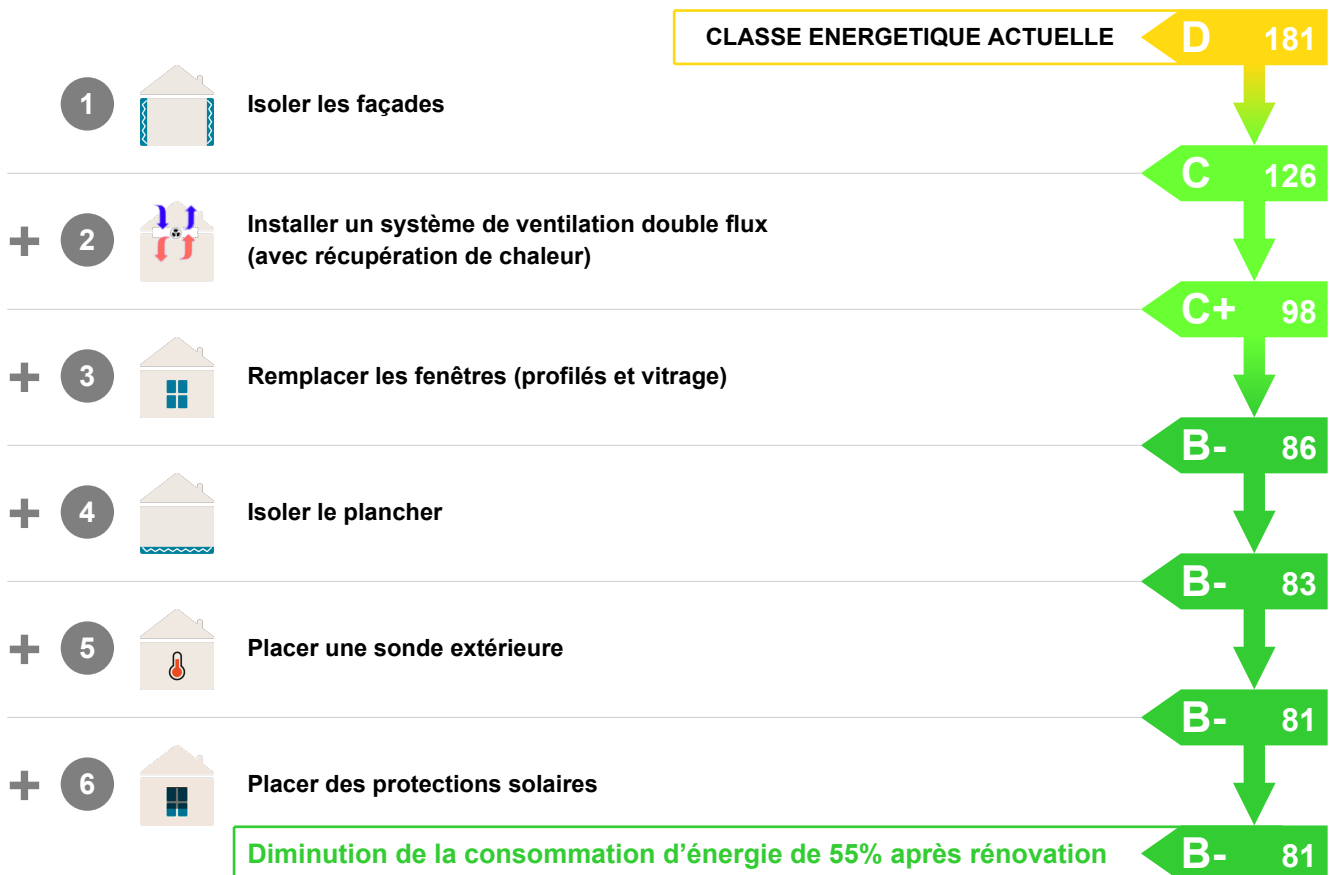 CLASSE ENERGETIQUE ACTUELLE D 181
1 Isoler les façades
C 126
+ 2 Installer un système de ventilation double flux
(avec récupération de chaleur)
C+ 98
+ 3 Remplacer les fenêtres (profilés et vitrage)
B- 86
+ 4 Isoler le plancher
B- 83
+ 5 Placer une sonde extérieure
B- 81
+ 6 Placer des protections solaires
Diminution de la consommation d’énergie de 55% après rénovation B- 81